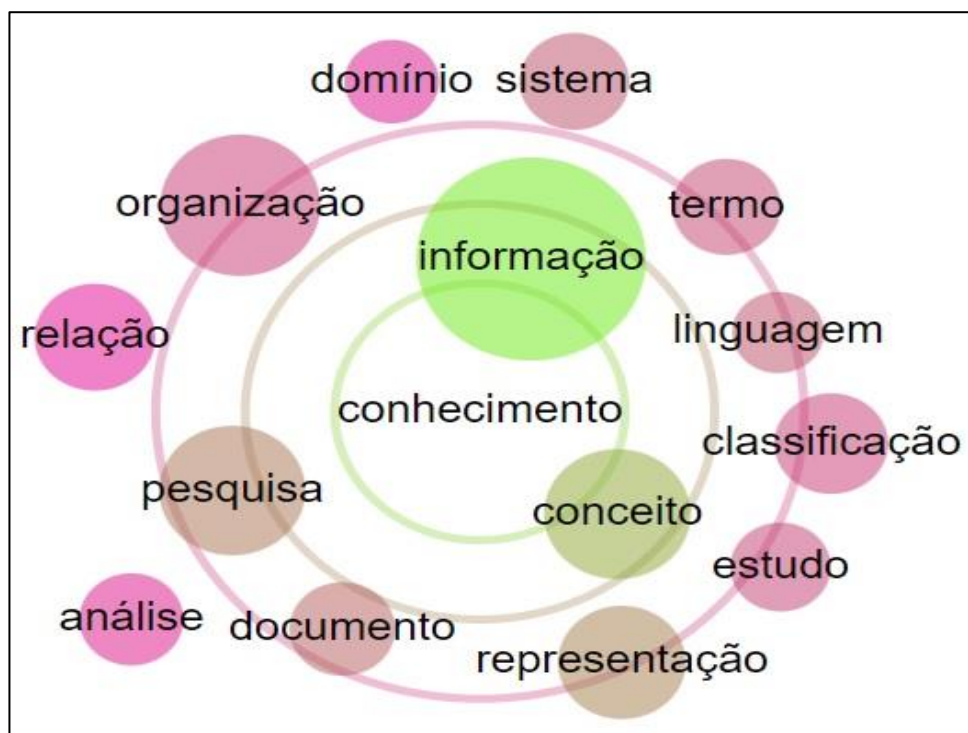 domínio
sistema
organização
termo
informação
relação
linguagem
conhecimento
classificação
pesquisa
conceito
estudo
análise
documento
representação